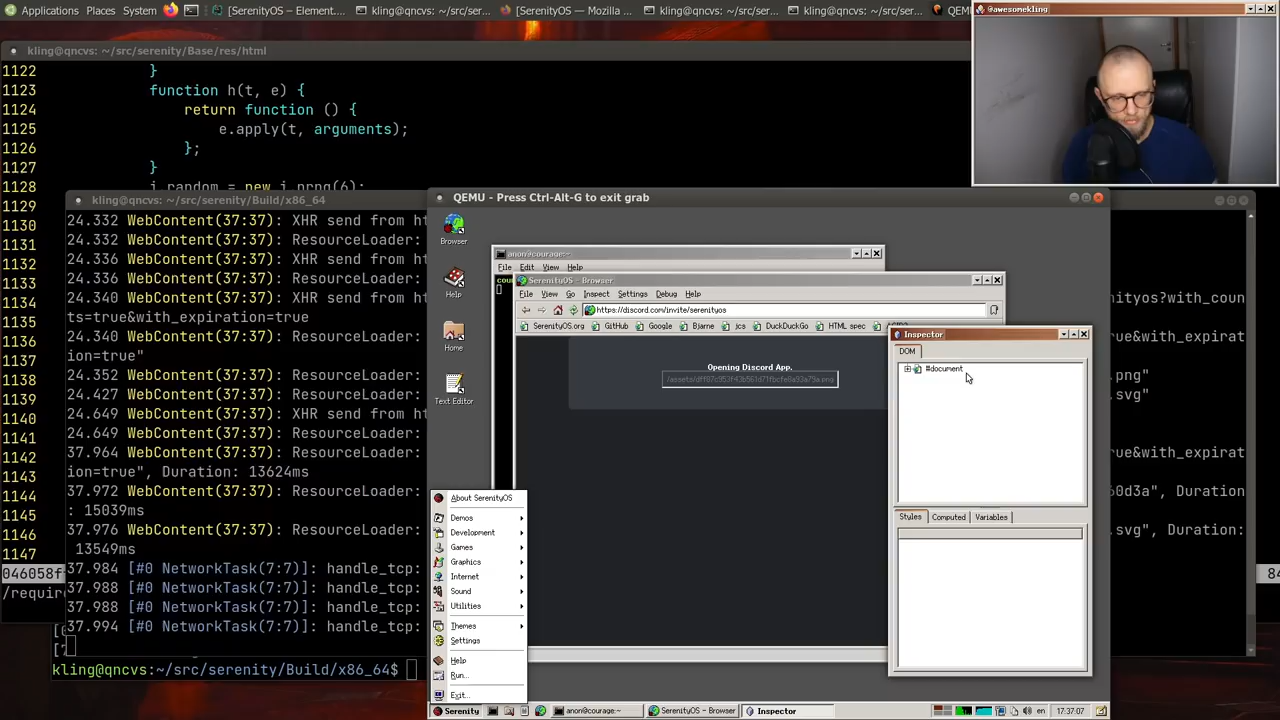 Applications Places System [SerenityOS – Element... kling@qncvs: ~/src/ser... [SerenityOS – Mozilla ... kling@qncvs: ~/src/ser... kling@qncvs: ~/src/ser... QEM
@awesomekling
kling@qncvs: ~/src/serenity/Base/res/html
1122 }
1123 function h(t, e) {
1124 return function () {
1125 e.apply(t, arguments);
1126 };
1127 }
1128 i.random = new i.prng(6);
1129
1130
1131
1132
1133
1134
1135
1136
1137
1138
1139
1140
1141
1142
1143
1144
1145
1146
1147
046058f
/requir
84
kling@qncvs: ~/src/serenity/Build/x86_64
24.332 WebContent(37:37): XHR send from ht
24.332 WebContent(37:37): ResourceLoader:
24.336 WebContent(37:37): XHR send from ht
24.336 WebContent(37:37): ResourceLoader:
24.340 WebContent(37:37): XHR send from ht nityos?with_coun
ts=true&with_expiration=true
24.340 WebContent(37:37): ResourceLoader: rue&with_expirat
ion=true"
24.352 WebContent(37:37): ResourceLoader: .png"
24.427 WebContent(37:37): ResourceLoader: .svg"
24.649 WebContent(37:37): ResourceLoader:
24.649 WebContent(37:37): ResourceLoader:
37.964 WebContent(37:37): ResourceLoader: rue&with_expirat
ion=true", Duration: 13624ms
37.972 WebContent(37:37): ResourceLoader: 60d3a", Duration
: 15039ms
37.976 WebContent(37:37): ResourceLoader: .svg", Duration:
13549ms
37.984 [#0 NetworkTask(7:7)]: handle_tcp:
37.988 [#0 NetworkTask(7:7)]: handle_tcp:
37.988 [#0 NetworkTask(7:7)]: handle_tcp:
37.994 [#0 NetworkTask(7:7)]: handle_tcp:
kling@qncvs:~/src/serenity/Build/x86_64$
QEMU - Press Ctrl-Alt-G to exit grab
Browser
Help
Home
Text Editor
anon@courage:~
File Edit View Help
cou
SerenityOS - Browser
File View Go Inspect Settings Debug Help
https://discord.com/invite/serenityos
SerenityOS.org GitHub Google Bjarne jcs DuckDuckGo HTML spec
Opening Discord App.
/assets/dff87c953f43b561d71fbcfe8a93a79a.png
Inspector
DOM
#document
Styles Computed Variables
About SerenityOS
Demos
Development
Games
Graphics
Internet
Sound
Utilities
Themes
Settings
Help
Run...
Exit...
Serenity anon@courage:~ SerenityOS - Browser Inspector en 17:37:07